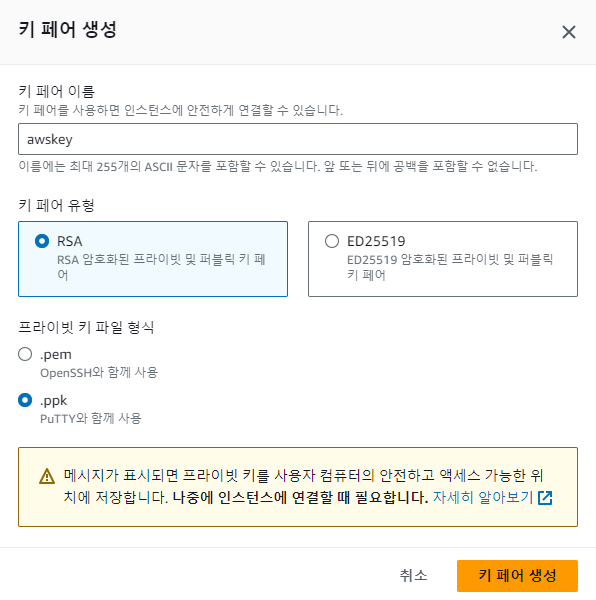 키 페어 생성
키 페어 이름
키 페어를 사용하면 인스턴스에 안전하게 연결할 수 있습니다.
awskey
이름에는 최대 255개의 ASCII 문자를 포함할 수 있습니다. 앞 또는 뒤에 공백을 포함할 수 없습니다.
키 페어 유형
RSA
RSA 암호화된 프라이빗 및 퍼블릭 키 페
어
ED25519
ED25519 암호화된 프라이빗 및 퍼블릭
키 페어
프라이빗 키 파일 형식
.pem
OpenSSH와 함께 사용
.ppk
PuTTY와 함께 사용
메시지가 표시되면 프라이빗 키를 사용자 컴퓨터의 안전하고 액세스 가능한 위
치에 저장합니다. 나중에 인스턴스에 연결할 때 필요합니다. 자세히 알아보기
취소
키 페어 생성